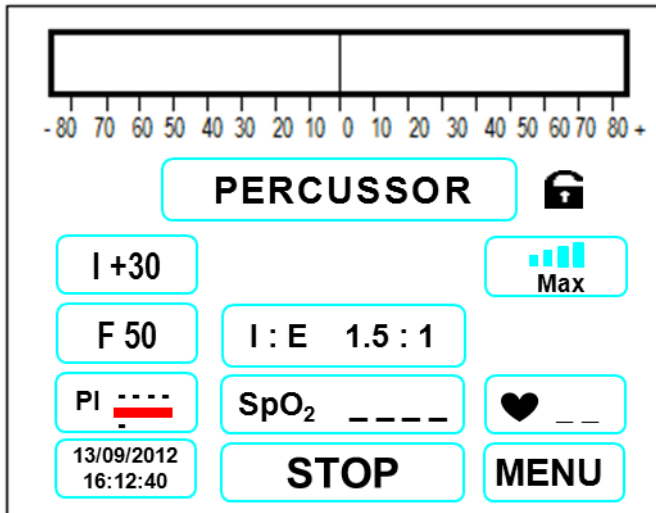 - 80 70 60 50 40 30 20 10 0 10 20 30 40 50 60 70 80 +
PERCUSSOR
I +30
Max
F 50
I : E 1.5 : 1
PI - - - - -
SpO₂ _ _ _ _
_ _
13/09/2012
16:12:40
STOP
MENU